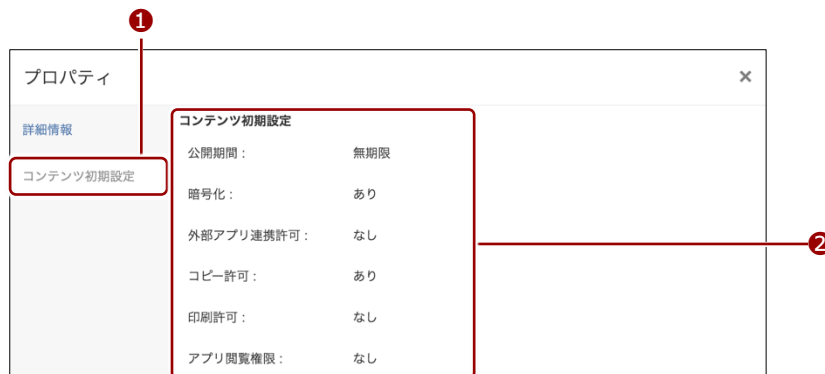 ❶
プロパティ ×
詳細情報
コンテンツ初期設定
コンテンツ初期設定
公開期間： 無期限
暗号化： あり
外部アプリ連携許可： なし
コピー許可： あり
印刷許可： なし
アプリ閲覧権限： なし
❷